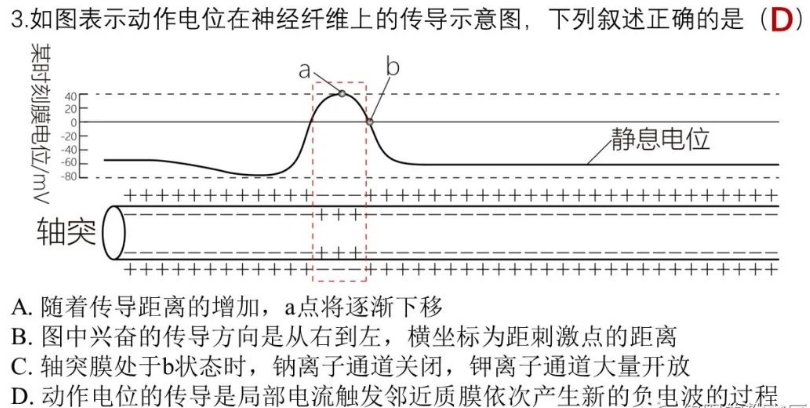 3.如图表示动作电位在神经纤维上的传导示意图，下列叙述正确的是（D）
某时刻膜电位/mV
a
b
40
20
0
-20
-40
-60
-80
静息电位
+++++++++++++++
轴突
+++
+++
A. 随着传导距离的增加，a点将逐渐下移
B. 图中兴奋的传导方向是从右到左，横坐标为距刺激点的距离
C. 轴突膜处于b状态时，钠离子通道关闭，钾离子通道大量开放
D. 动作电位的传导是局部电流触发邻近质膜依次产生新的负电波的过程